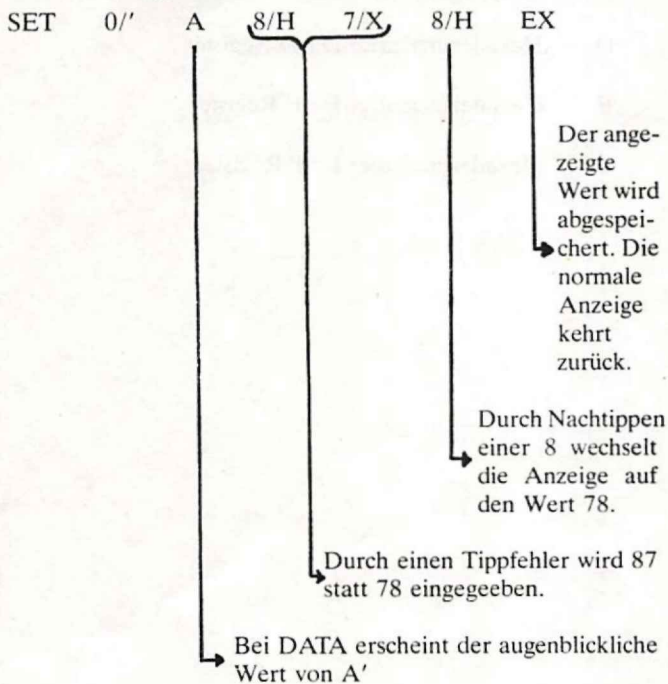 SET 0/' A 8/H 7/X 8/H EX
Der ange-
zeigte
Wert wird
abgespei-
chert. Die
normale
Anzeige
kehrt
zurück.
Durch Nachtippen
einer 8 wechselt
die Anzeige auf
den Wert 78.
Durch einen Tippfehler wird 87
statt 78 eingegeeben.
Bei DATA erscheint der augenblickliche
Wert von A'